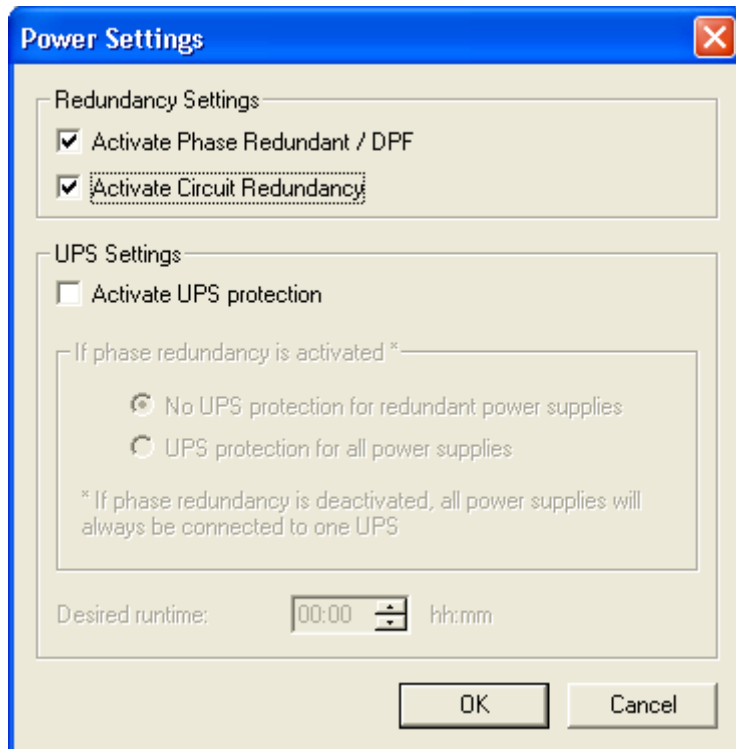 Power Settings
Redundancy Settings
Activate Phase Redundant / DPF
Activate Circuit Redundancy
UPS Settings
Activate UPS protection
If phase redundancy is activated *
No UPS protection for redundant power supplies
UPS protection for all power supplies
* If phase redundancy is deactivated, all power supplies will
always be connected to one UPS
Desired runtime: 00:00 hh:mm
OK Cancel